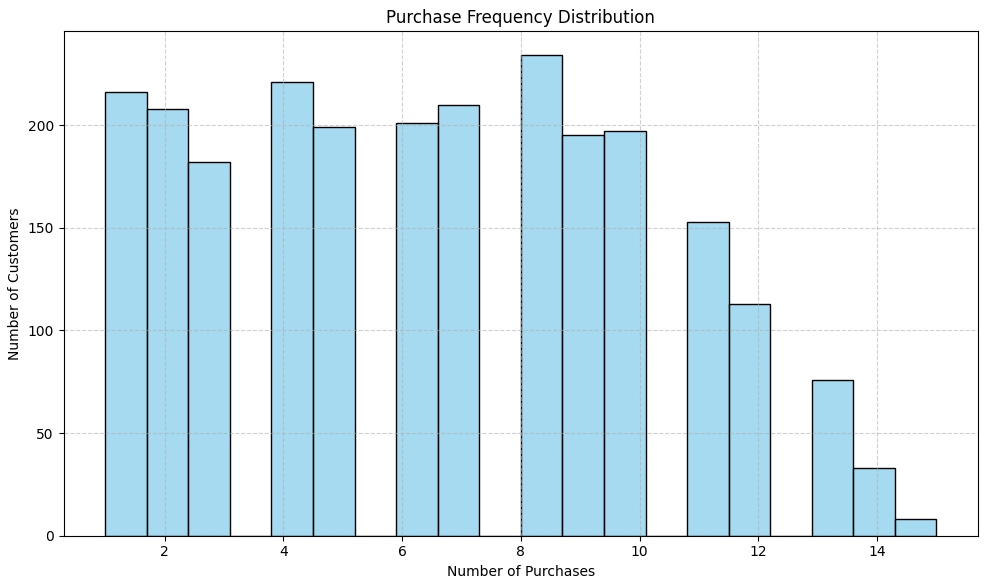 Purchase Frequency Distribution
Number of Customers
200
150
100
50
0
2 4 6 8 10 12 14
Number of Purchases